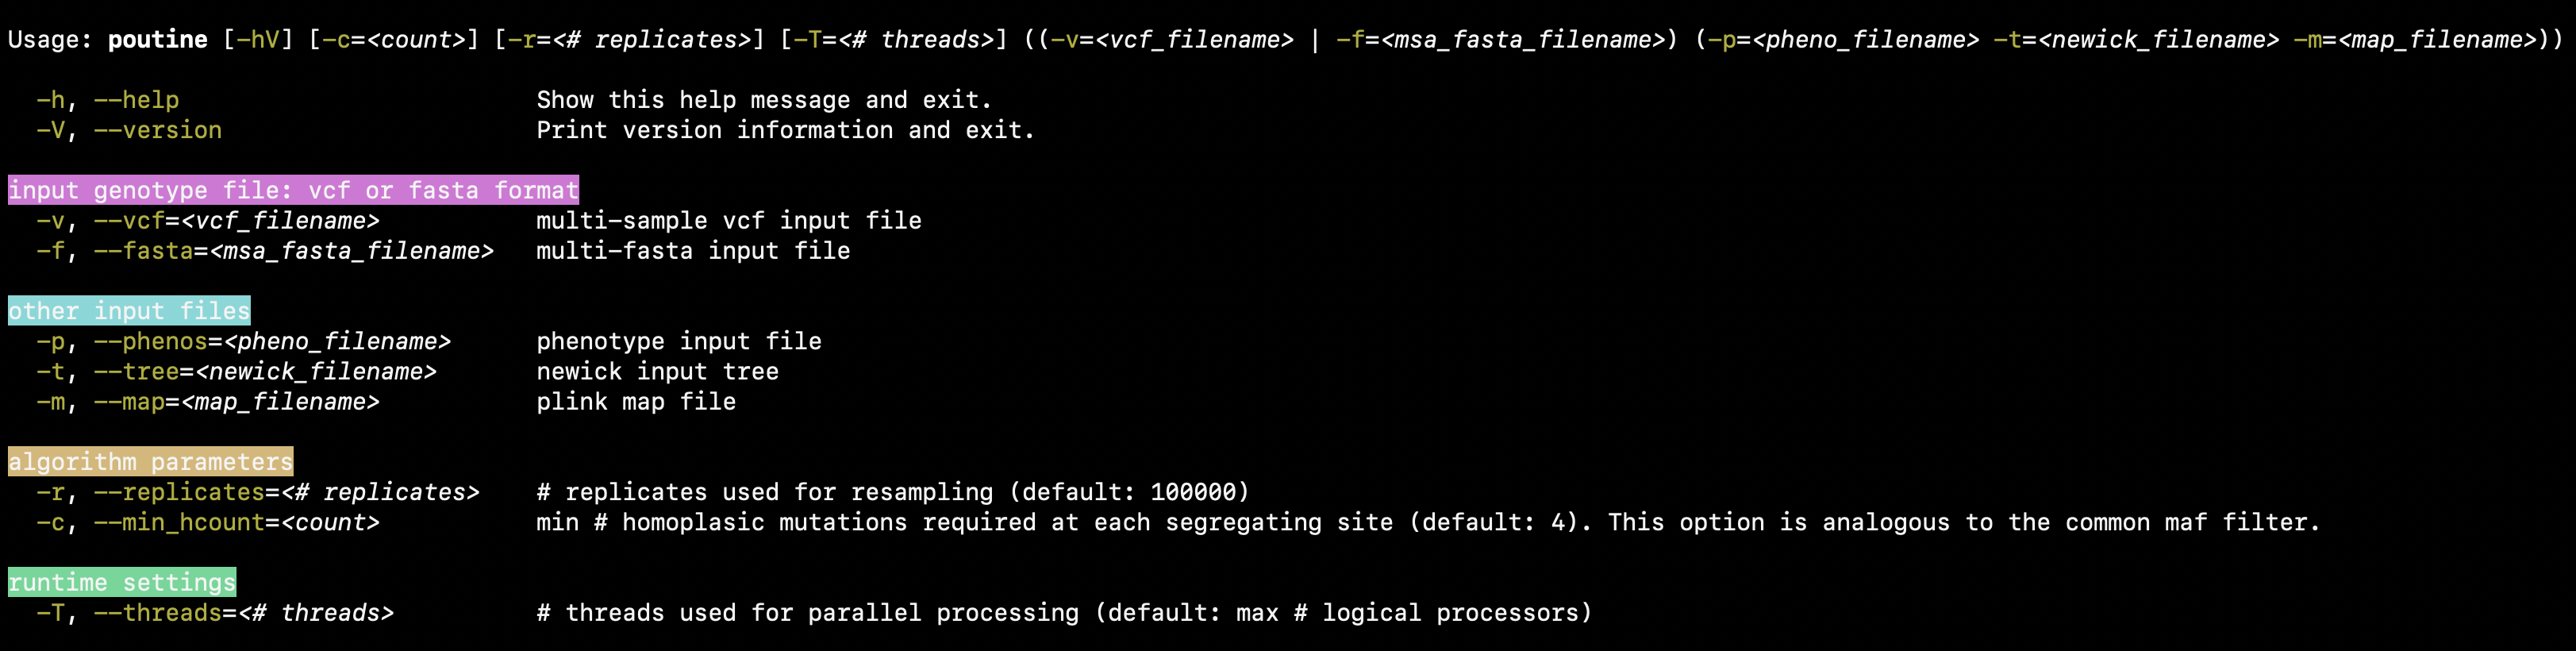 Usage: poutine [-hV] [-c=<count>] [-r=<# replicates>] [-T=<# threads>] ((-v=<vcf_filename> | -f=<msa_fasta_filename>) (-p=<pheno_filename> -t=<newick_filename> -m=<map_filename>))
-h, --help Show this help message and exit.
-V, --version Print version information and exit.
input genotype file: vcf or fasta format
-v, --vcf=<vcf_filename> multi-sample vcf input file
-f, --fasta=<msa_fasta_filename> multi-fasta input file
other input files
-p, --phenos=<pheno_filename> phenotype input file
-t, --tree=<newick_filename> newick input tree
-m, --map=<map_filename> plink map file
algorithm parameters
-r, --replicates=<# replicates> # replicates used for resampling (default: 100000)
-c, --min_hcount=<count> min # homoplasic mutations required at each segregating site (default: 4). This option is analogous to the common maf filter.
runtime settings
-T, --threads=<# threads> # threads used for parallel processing (default: max # logical processors)